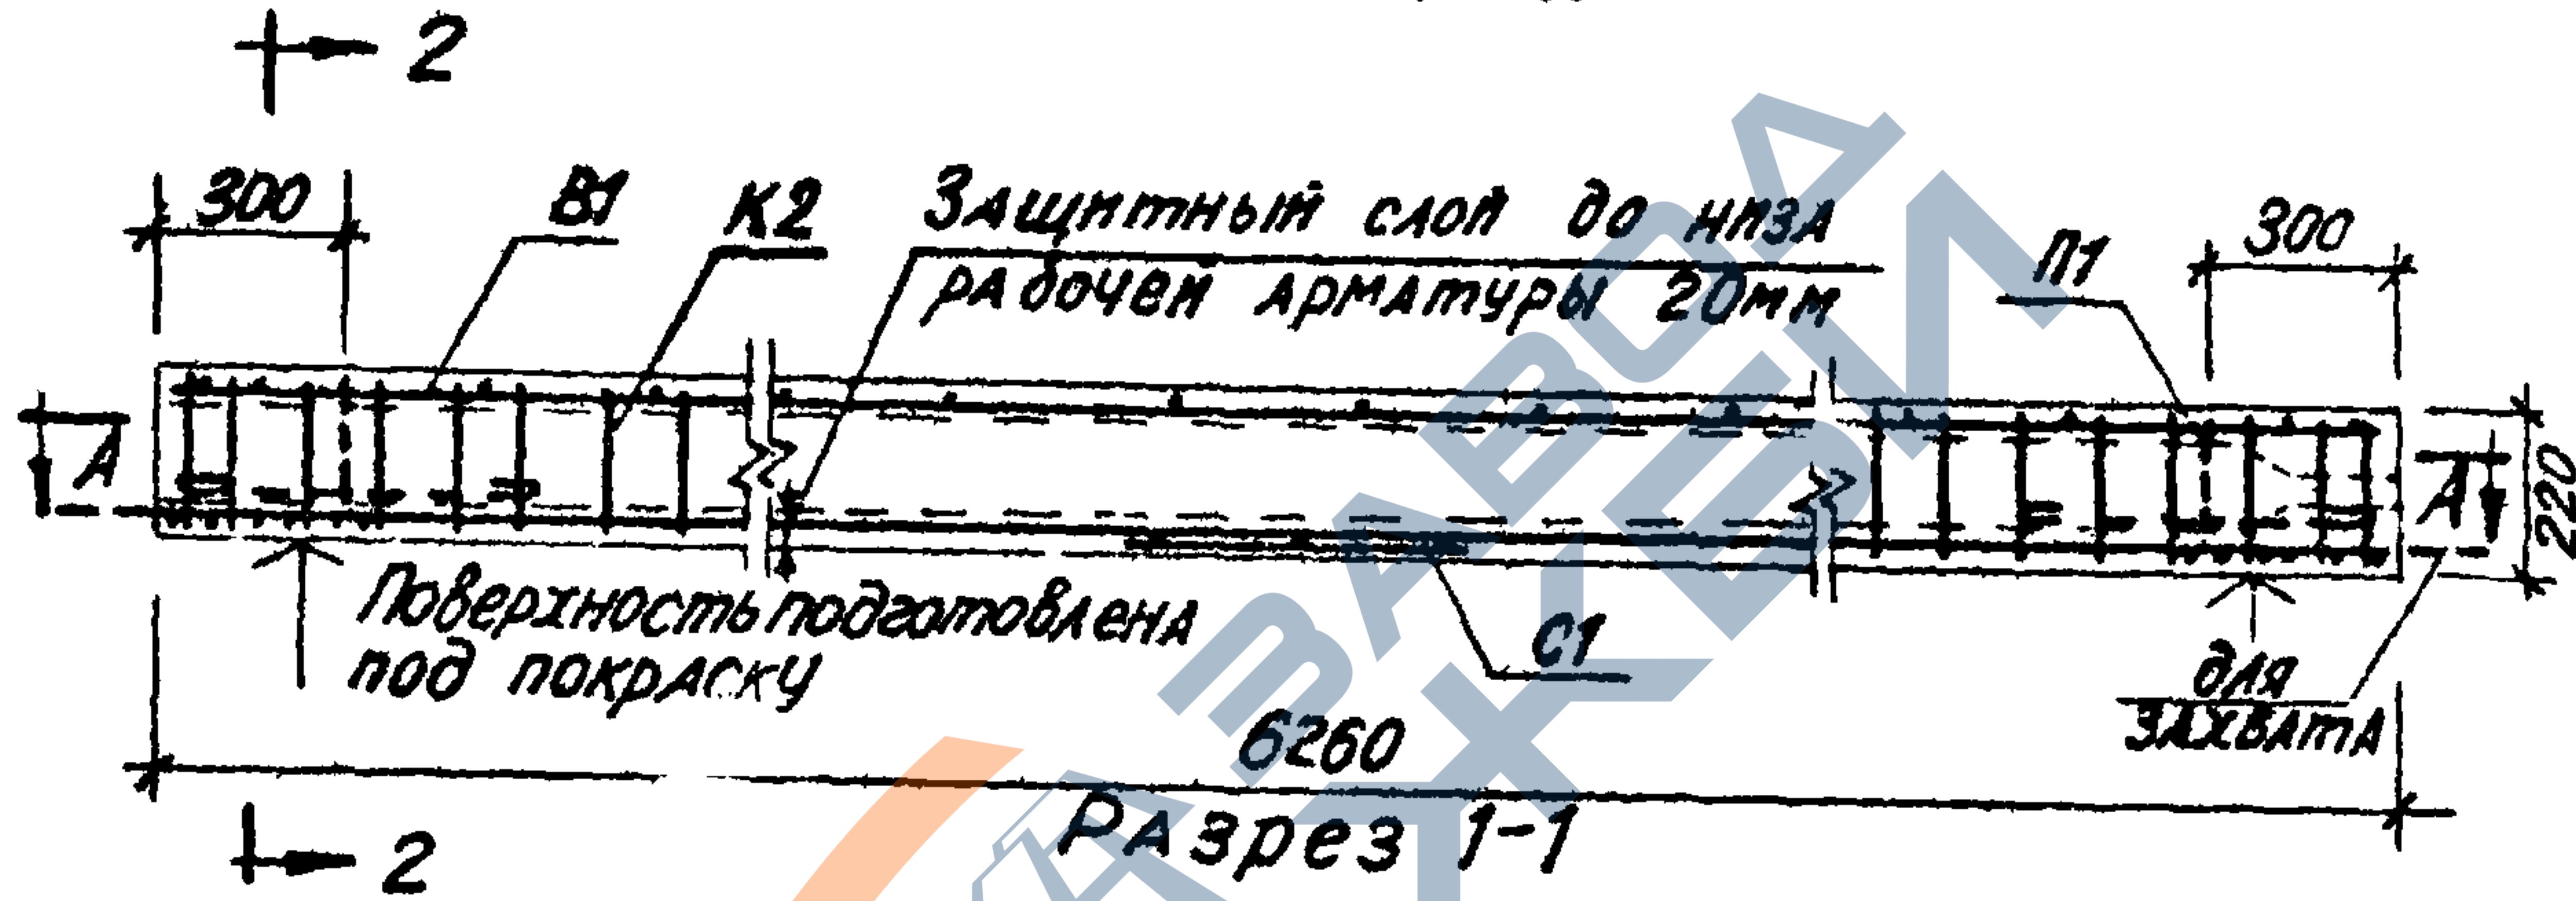 2
300
В1
К2
Защитный слой до низа
рабочей арматуры 20мм
П1
300
А
А
220
Поверхность подготовлена
под покраску
С1
для
захвата
6260
Разрез 1-1
2
ЗАВОД